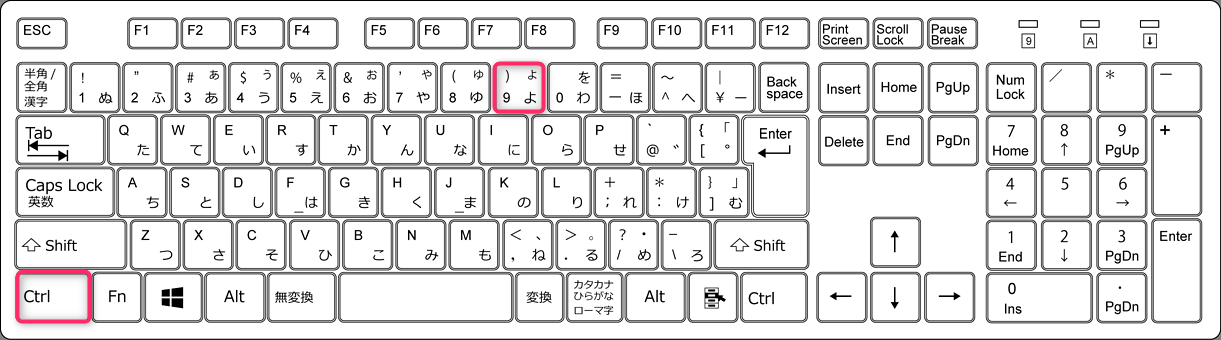 ESC F1 F2 F3 F4 F5 F6 F7 F8 F9 F10 F11 F12 Print Screen Scroll Lock Pause Break 9 A ⬇
半角/全角 漢字 ! 1 ぬ " 2 ふ # ぁ 3 あ $ ぅ 4 う % ぇ 5 え & ぉ 6 お ' ゃ 7 や ( ゅ 8 ゆ ) ょ 9 よ を 0 わ = － ほ ～ ^ へ | ¥ ー Back space Insert Home PgUp Num Lock ／ * －
Tab Q た W て E い R す T か Y ん U な I に O ら P せ ` @ ゛ { 「 [ ゜ Enter Delete End PgDn 7 Home 8 ↑ 9 PgUp +
Caps Lock 英数 A ち S と D し F _は G き H く J _ま K の L り + ; れ * : け } 」 ] む 4 ← 5 6 →
Shift Z つ X さ C そ V ひ B こ N み M も < 、 , ね > 。 . る ? ・ / め _ \ ろ Shift ↑ 1 End 2 ↓ 3 PgDn Enter
Ctrl Fn Alt 無変換 変換 カタカナ ひらがな ローマ字 Alt Ctrl ← ↓ → 0 Ins . PgDn